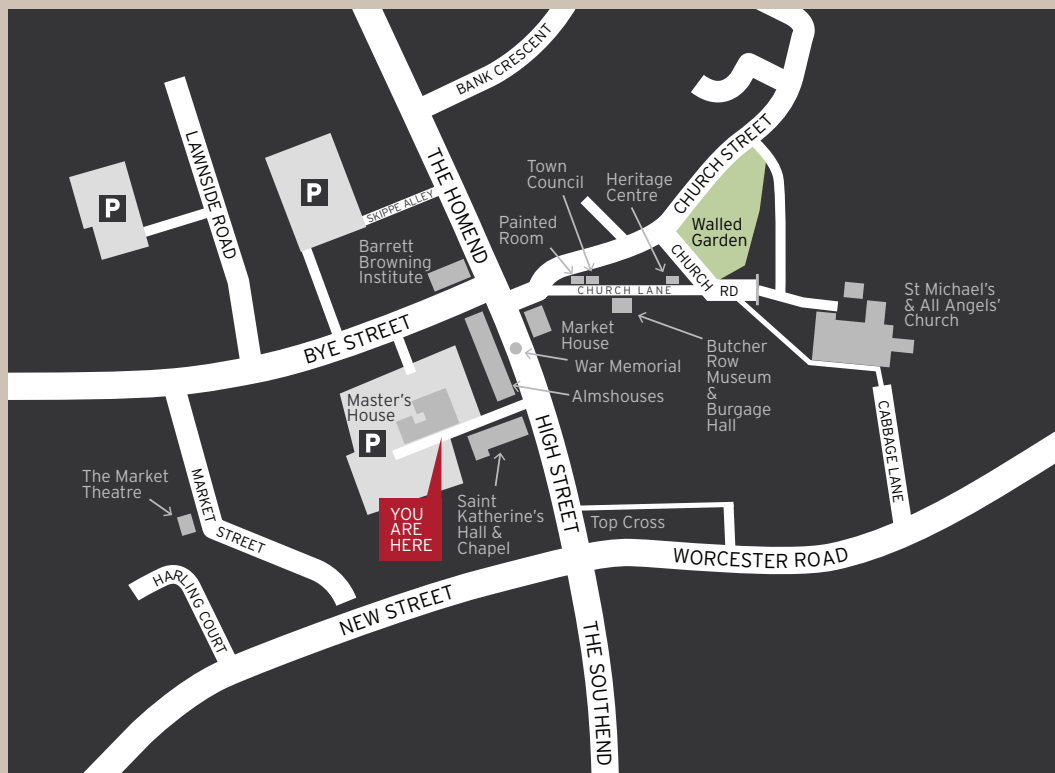 BANK CRESCENT
LAWNSIDE ROAD
P
P
SKIPPE ALLEY
THE HOMEND
CHURCH STREET
Town
Council
Heritage
Centre
Painted
Room
Walled
Garden
Barrett
Browning
Institute
CHURCH LANE
CHURCH
RD
St Michael's
& All Angels'
Church
BYE STREET
Market
House
War Memorial
Almshouses
Butcher
Row
Museum
&
Burgage
Hall
Master's
House
P
HIGH STREET
CABBAGE LANE
The Market
Theatre
MARKET
STREET
YOU
ARE
HERE
Saint
Katherine's
Hall &
Chapel
Top Cross
WORCESTER ROAD
HARLING COURT
NEW STREET
THE SOUTHEND